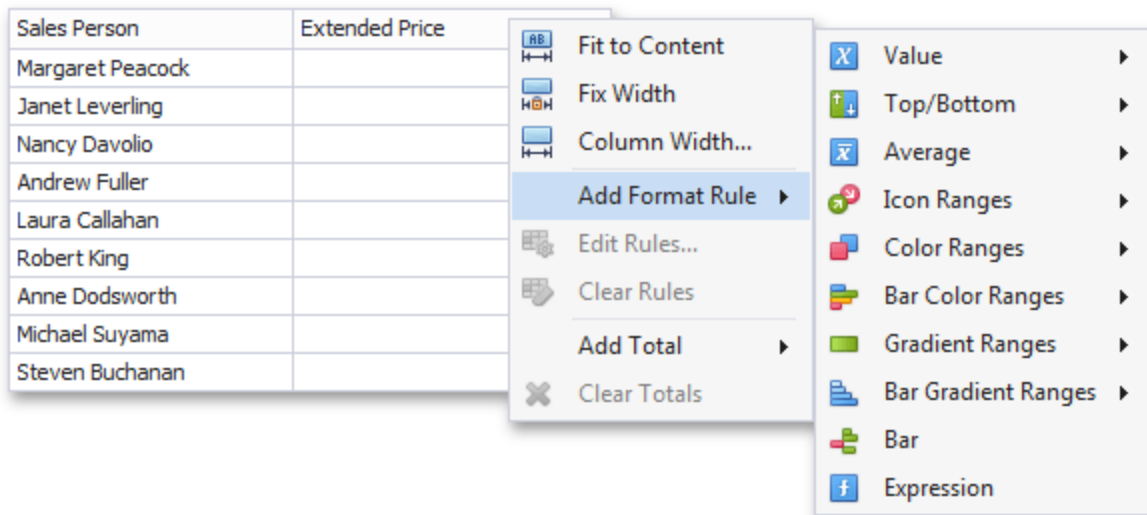 Sales Person Extended Price
Margaret Peacock
Janet Leverling
Nancy Davolio
Andrew Fuller
Laura Callahan
Robert King
Anne Dodsworth
Michael Suyama
Steven Buchanan
AB
Fit to Content
Fix Width
Column Width...
Add Format Rule
Edit Rules...
Clear Rules
Add Total
Clear Totals
X Value
Top/Bottom
x̅ Average
Icon Ranges
Color Ranges
Bar Color Ranges
Gradient Ranges
Bar Gradient Ranges
Bar
f Expression